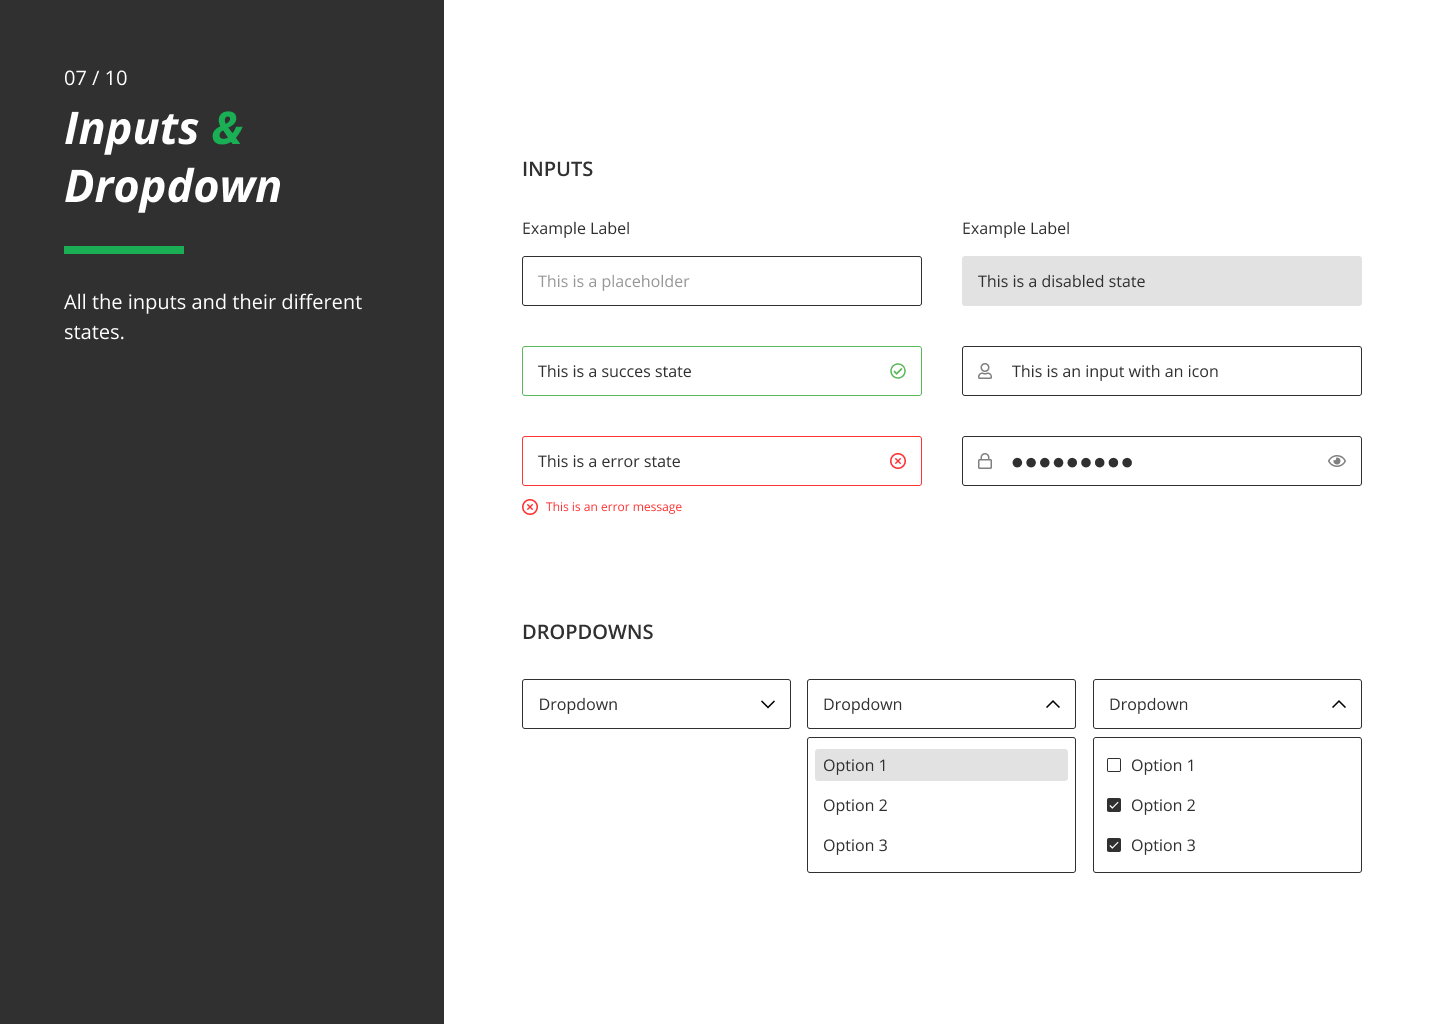 07 / 10
Inputs &
Dropdown
All the inputs and their different
states.
INPUTS
Example Label
Example Label
This is a placeholder
This is a disabled state
This is a succes state
This is an input with an icon
This is a error state
●●●●●●●●●
This is an error message
DROPDOWNS
Dropdown
Dropdown
Dropdown
Option 1
Option 2
Option 3
Option 1
Option 2
Option 3